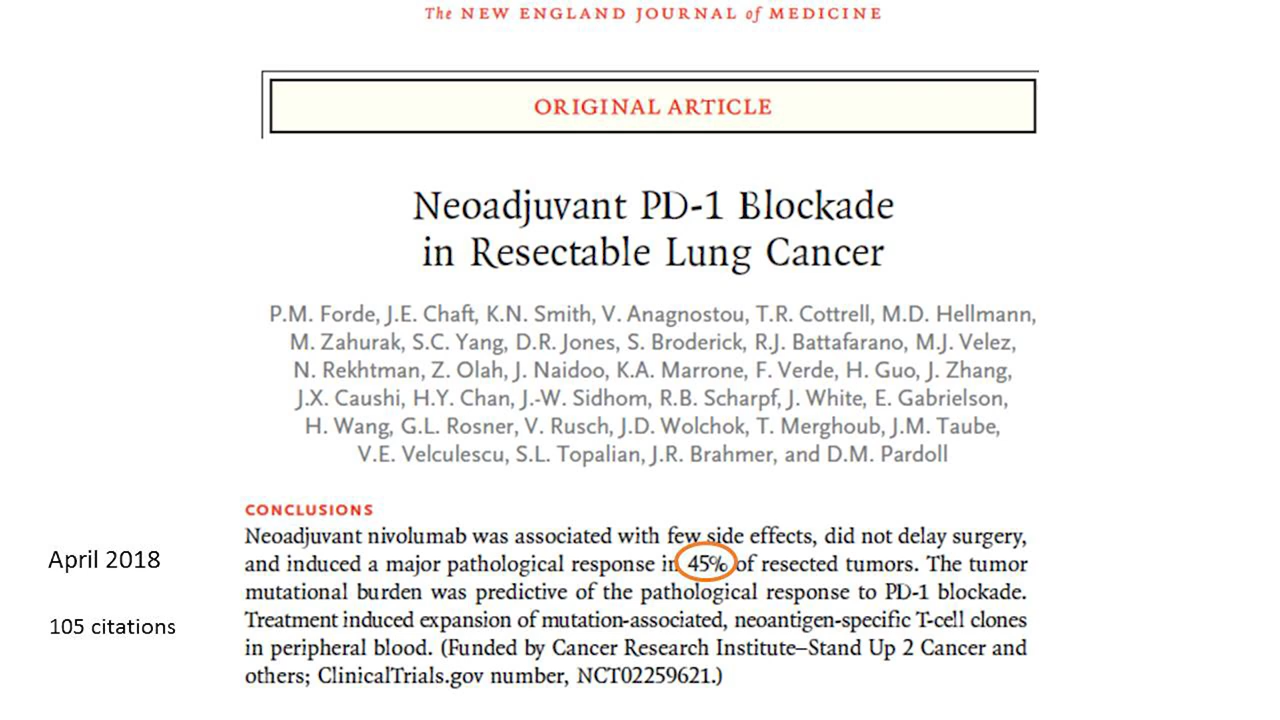 The NEW ENGLAND JOURNAL of MEDICINE
ORIGINAL ARTICLE
Neoadjuvant PD-1 Blockade
in Resectable Lung Cancer
P.M. Forde, J.E. Chaft, K.N. Smith, V. Anagnostou, T.R. Cottrell, M.D. Hellmann,
M. Zahurak, S.C. Yang, D.R. Jones, S. Broderick, R.J. Battafarano, M.J. Velez,
N. Rekhtman, Z. Olah, J. Naidoo, K.A. Marrone, F. Verde, H. Guo, J. Zhang,
J.X. Caushi, H.Y. Chan, J.-W. Sidhom, R.B. Scharpf, J. White, E. Gabrielson,
H. Wang, G.L. Rosner, V. Rusch, J.D. Wolchok, T. Merghoub, J.M. Taube,
V.E. Velculescu, S.L. Topalian, J.R. Brahmer, and D.M. Pardoll
CONCLUSIONS
Neoadjuvant nivolumab was associated with few side effects, did not delay surgery,
and induced a major pathological response in 45% of resected tumors. The tumor
mutational burden was predictive of the pathological response to PD-1 blockade.
Treatment induced expansion of mutation-associated, neoantigen-specific T-cell clones
in peripheral blood. (Funded by Cancer Research Institute–Stand Up 2 Cancer and
others; ClinicalTrials.gov number, NCT02259621.)
April 2018
105 citations